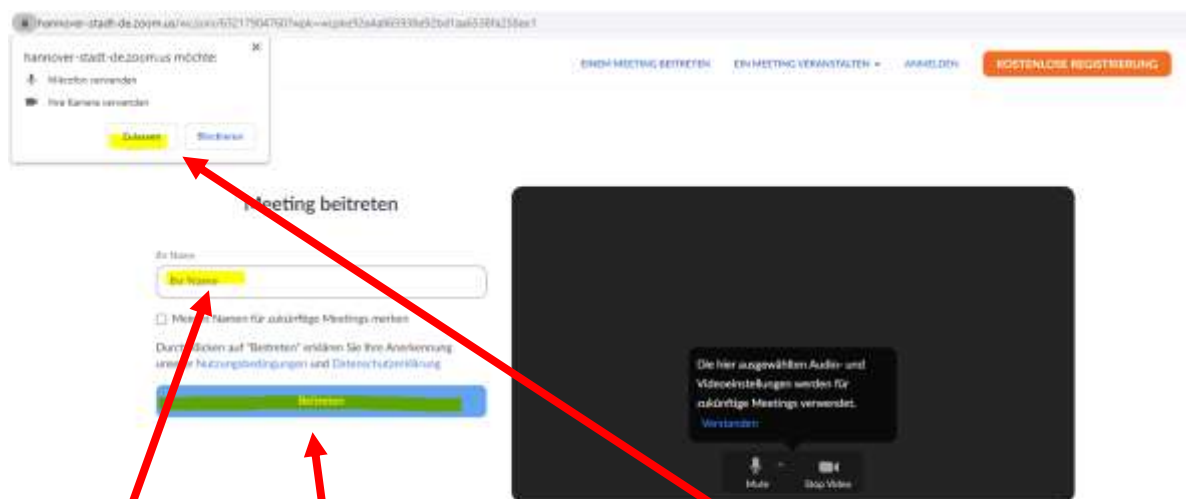 hannover-stadt-de.zoom.us möchte:
Mikrofon verwenden
Ihre Kamera verwenden
Zulassen Blockieren
EINEM MEETING BEITRETEN EIN MEETING VERANSTALTEN ANMELDEN KOSTENLOSE REGISTRIERUNG
Meeting beitreten
Ihr Name
Ihr Name
Meinen Namen für zukünftige Meetings merken
Durch Klicken auf "Beitreten" erklären Sie Ihre Anerkennung
unserer Nutzungsbedingungen und Datenschutzerklärung
Beitreten
Die hier ausgewählten Audio- und
Videoeinstellungen werden für
zukünftige Meetings verwendet.
Verstanden
Mute Stop Video